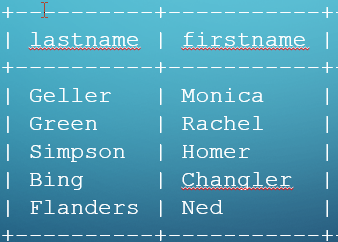 +-----------+------------+
| lastname | firstname |
+-----------+------------+
| Geller | Monica |
| Green | Rachel |
| Simpson | Homer |
| Bing | Changler |
| Flanders | Ned |
+-----------+------------+